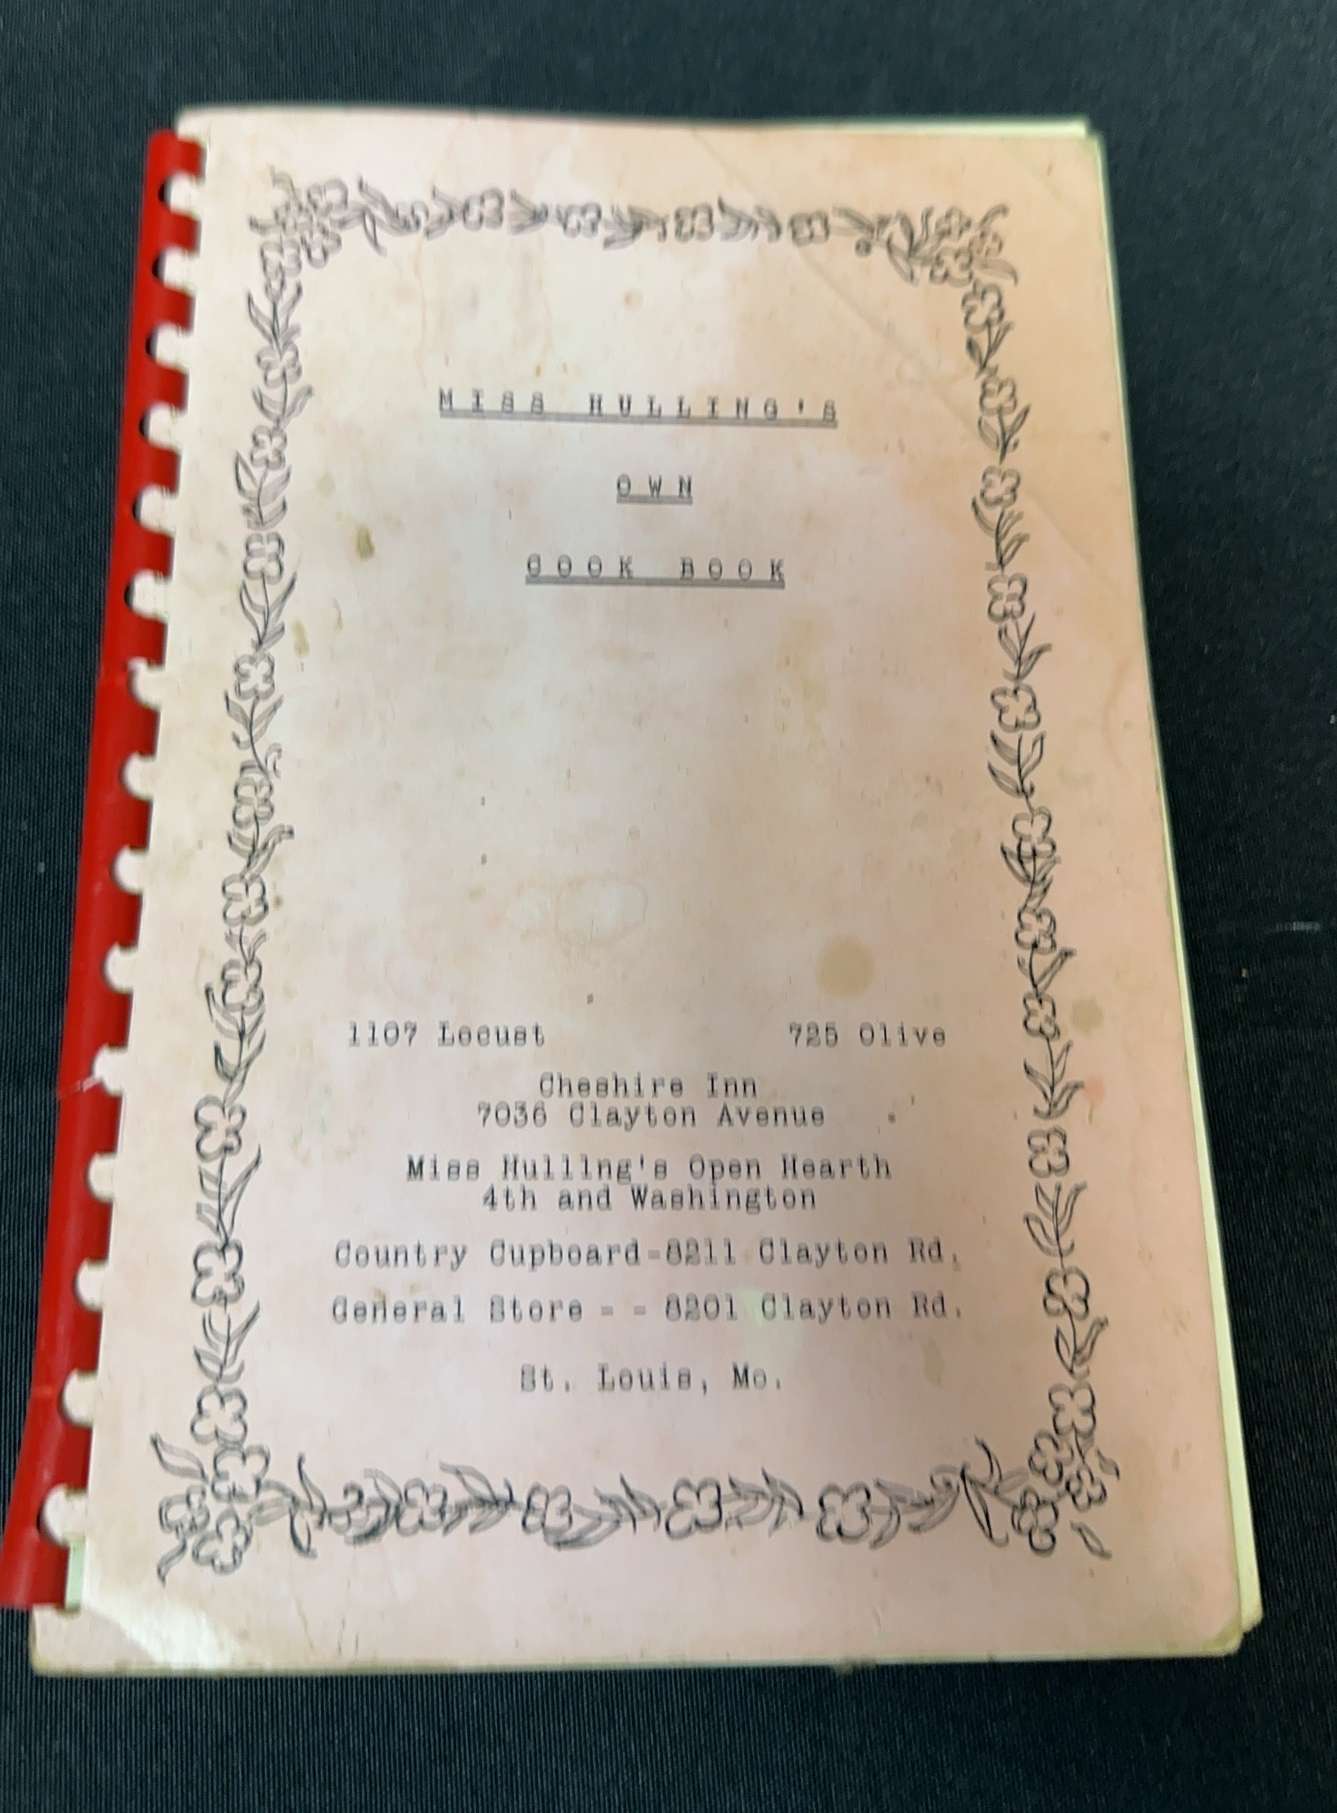 MISS HULLING'S
OWN
COOK BOOK
1107 Locust 725 Olive
Cheshire Inn
7036 Clayton Avenue
Miss Hulling's Open Hearth
4th and Washington
Country Cupboard-8211 Clayton Rd.
General Store - - 8201 Clayton Rd.
St. Louis, Mo.